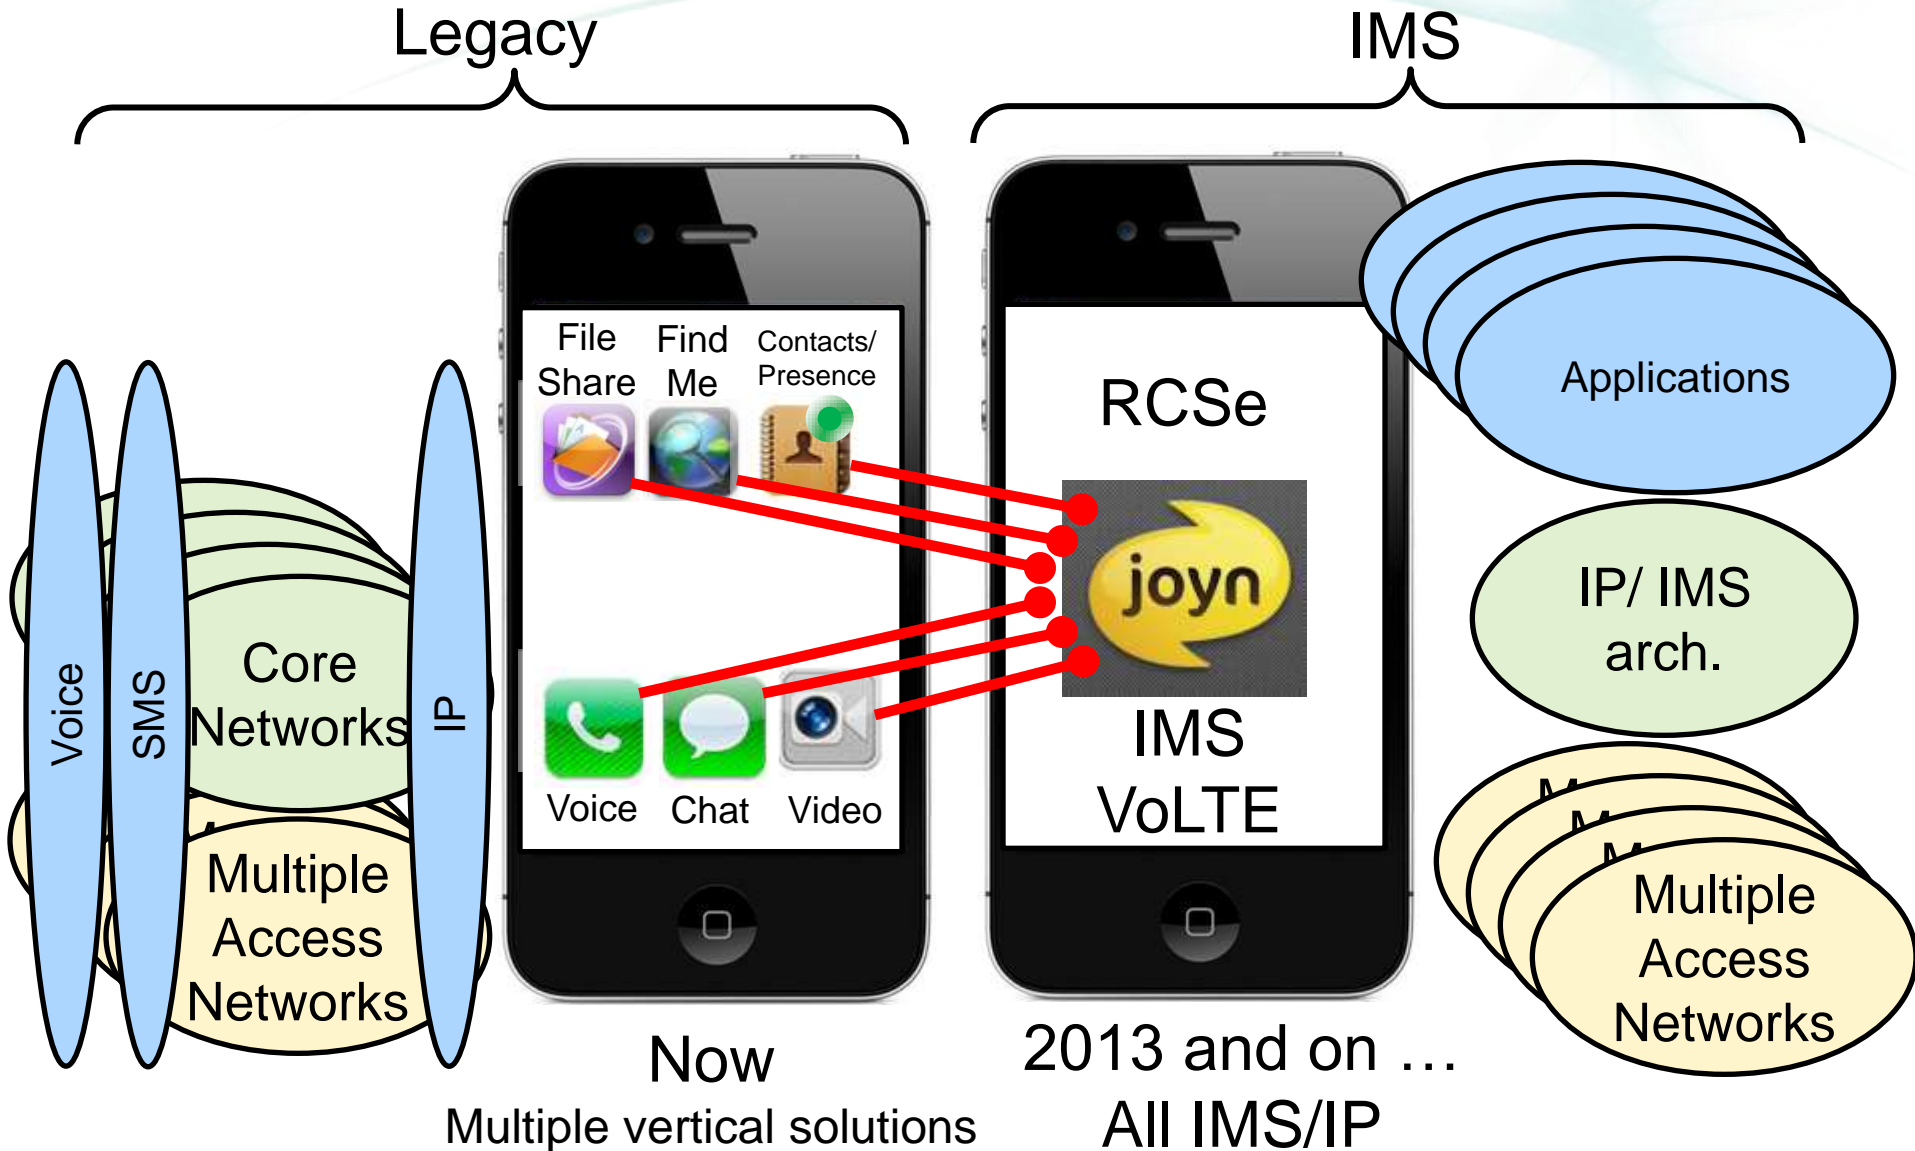 Legacy
IMS
File
Share
Find
Me
Contacts/
Presence
Voice
SMS
IP
Core
Networks
Multiple
Access
Networks
Voice
Chat
Video
RCSe
joyn
IMS
VoLTE
Applications
IP/ IMS
arch.
Multiple
Access
Networks
Now
Multiple vertical solutions
2013 and on …
All IMS/IP